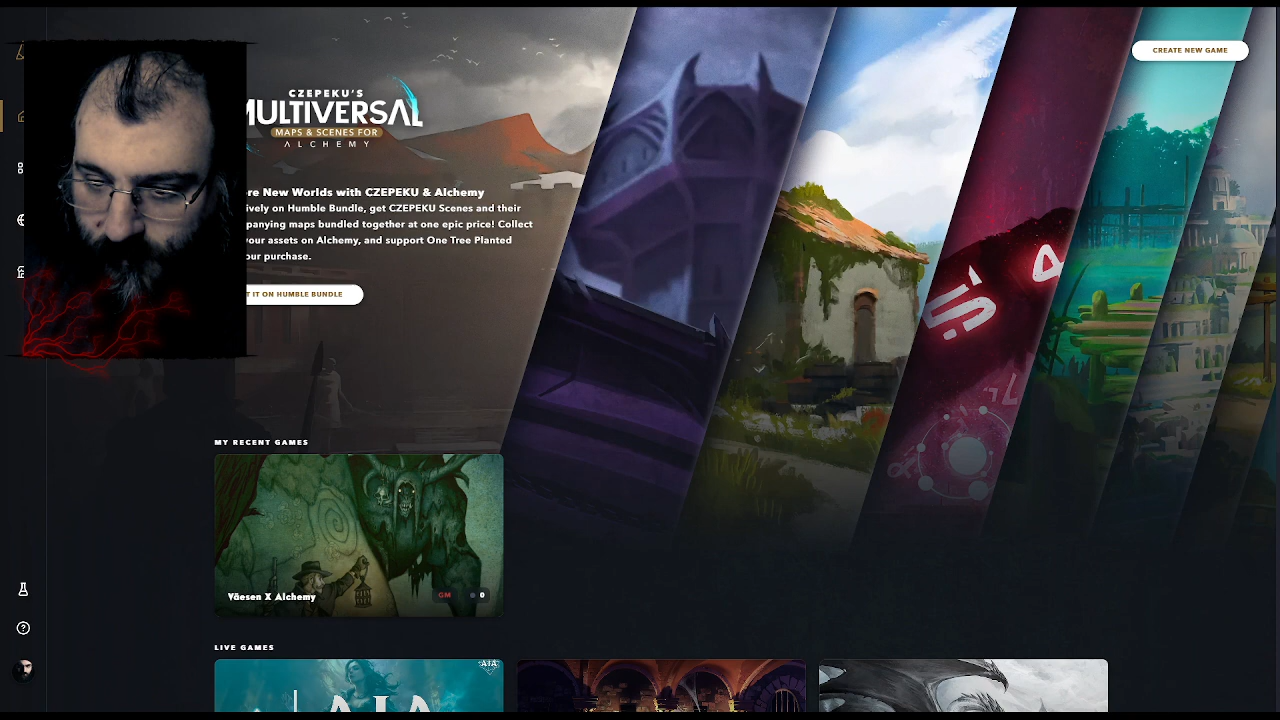 CREATE NEW GAME
CZEPEKU'S
MULTIVERSAL
MAPS & SCENES FOR
ALCHEMY
re New Worlds with CZEPEKU & Alchemy
ively on Humble Bundle, get CZEPEKU Scenes and their
panying maps bundled together at one epic price! Collect
your assets on Alchemy, and support One Tree Planted
our purchase.
T IT ON HUMBLE BUNDLE
MY RECENT GAMES
Väesen X Alchemy
GM
0
LIVE GAMES